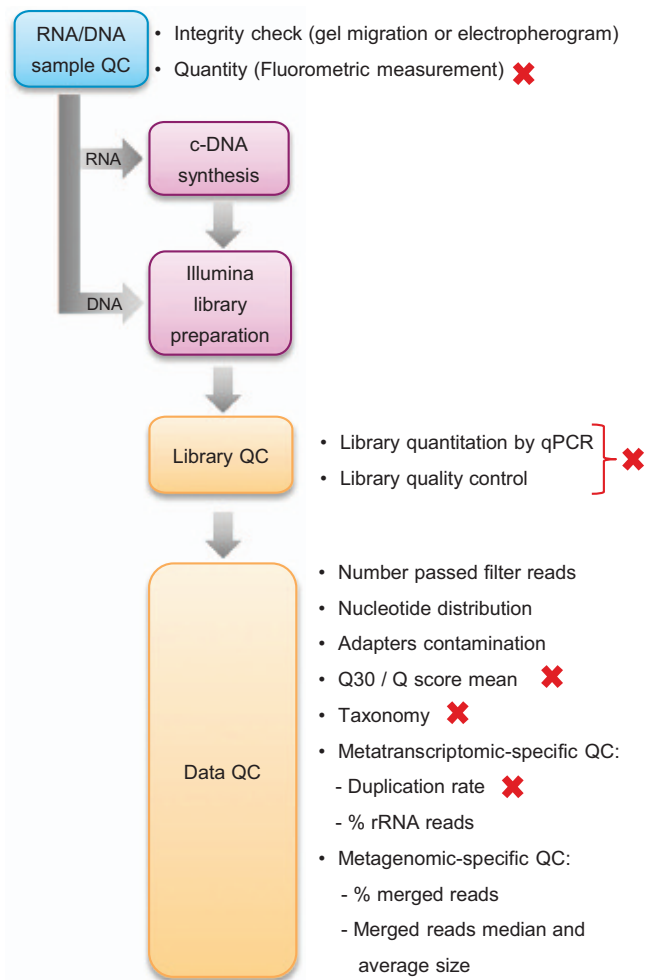 RNA/DNA
sample QC
• Integrity check (gel migration or electropherogram)
• Quantity (Fluorometric measurement)
RNA
c-DNA
synthesis
DNA
Illumina
library
preparation
Library QC
• Library quantitation by qPCR
• Library quality control
Data QC
• Number passed filter reads
• Nucleotide distribution
• Adapters contamination
• Q30 / Q score mean
• Taxonomy
• Metatranscriptomic-specific QC:
- Duplication rate
- % rRNA reads
• Metagenomic-specific QC:
- % merged reads
- Merged reads median and
average size